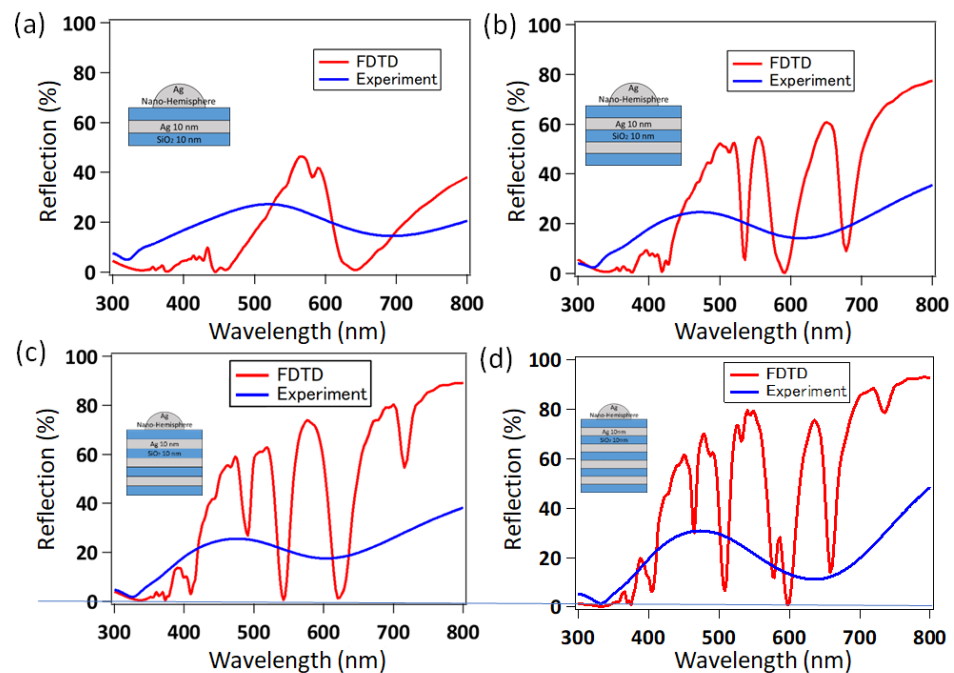 (a)
100
80
60
40
20
0
Reflection (%)
FDTD
Experiment
Ag
Nano-Hemisphere
Ag 10 nm
SiO₂ 10 nm
300 400 500 600 700 800
Wavelength (nm)
(b)
100
80
60
40
20
0
Reflection (%)
FDTD
Experiment
Ag
Nano-Hemisphere
Ag 10 nm
SiO₂ 10 nm
300 400 500 600 700 800
Wavelength (nm)
(c)
100
80
60
40
20
0
Reflection (%)
FDTD
Experiment
Ag
Nano-Hemisphere
Ag 10 nm
SiO₂ 10 nm
300 400 500 600 700 800
Wavelength (nm)
(d)
100
80
60
40
20
0
Reflection (%)
FDTD
Experiment
Ag
Nano-Hemisphere
Ag 10nm
SiO₂ 10nm
300 400 500 600 700 800
Wavelength (nm)